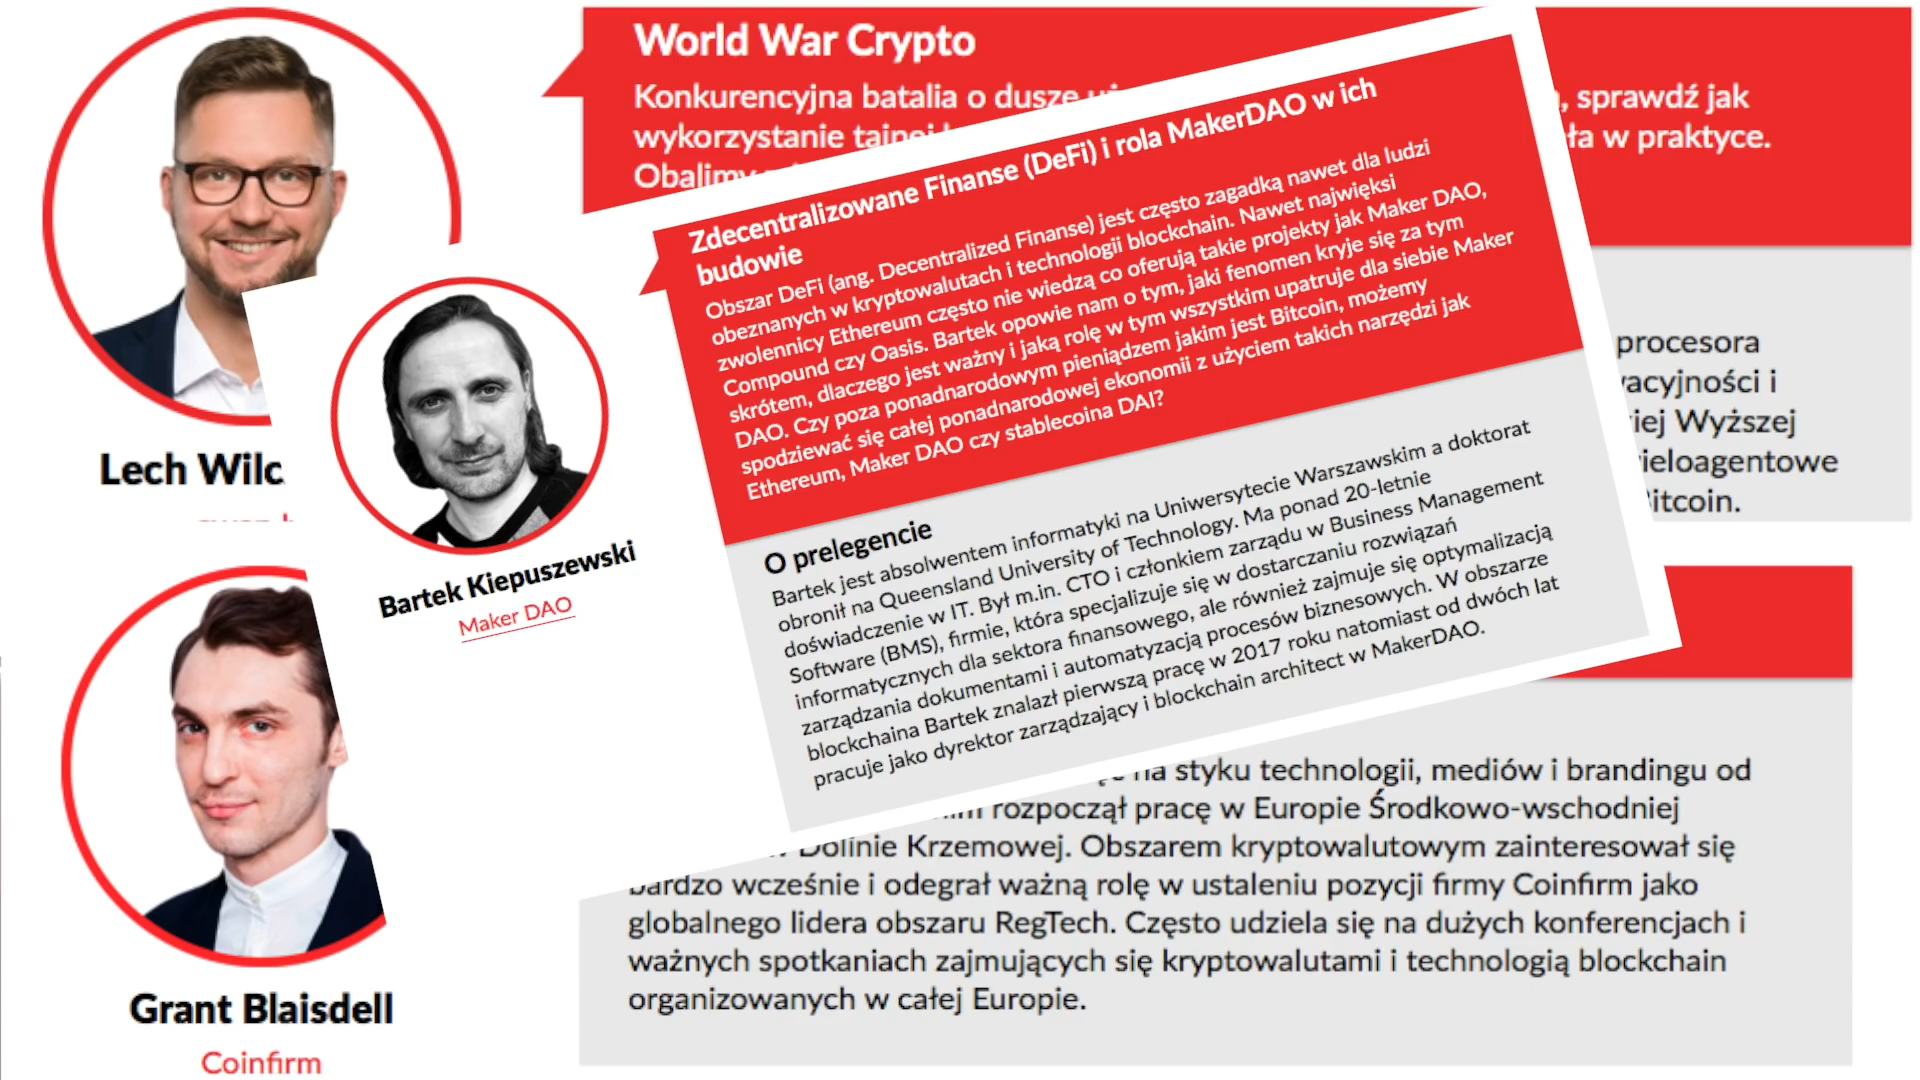 World War Crypto
Konkurencyjna batalia o duszę
sprawdź jak
wykorzystanie tajnej
w praktyce.
Obalimy
Lech Wilc
procesora
i
Wyższej
Bitcoin.
Zdecentralizowane Finanse (DeFi) i rola MakerDAO w ich
budowie
Obszar DeFi (ang. Decentralized Finanse) jest często zagadką nawet dla ludzi
obeznanych w kryptowalutach i technologii blockchain. Nawet najwięksi
zwolennicy Ethereum często nie wiedzą co oferują takie projekty jak Maker DAO,
Compound czy Oasis. Bartek opowie nam o tym, jaki fenomen kryje się za tym
skrótem, dlaczego jest ważny i jaką rolę w tym wszystkim upatruje dla siebie Maker
DAO. Czy poza ponadnarodowym pieniądzem jakim jest Bitcoin, możemy
spodziewać się całej ponadnarodowej ekonomii z użyciem takich narzędzi jak
Ethereum, Maker DAO czy stablecoina DAI?
Bartek Kiepuszewski
Maker DAO
O prelegencie
Bartek jest absolwentem informatyki na Uniwersytecie Warszawskim a doktorat
obronił na Queensland University of Technology. Ma ponad 20-letnie
doświadczenie w IT. Był m.in. CTO i członkiem zarządu w Business Management
Software (BMS), firmie, która specjalizuje się w dostarczaniu rozwiązań
informatycznych dla sektora finansowego, ale również zajmuje się optymalizacją
zarządzania dokumentami i automatyzacją procesów biznesowych. W obszarze
blockchaina Bartek znalazł pierwszą pracę w 2017 roku natomiast od dwóch lat
pracuje jako dyrektor zarządzający i blockchain architect w MakerDAO.
na styku technologii, mediów i brandingu od
rozpoczął pracę w Europie Środkowo-wschodniej
Dolinie Krzemowej. Obszarem kryptowalutowym zainteresował się
bardzo wcześnie i odegrał ważną rolę w ustaleniu pozycji firmy Coinfirm jako
globalnego lidera obszaru RegTech. Często udziela się na dużych konferencjach i
ważnych spotkaniach zajmujących się kryptowalutami i technologią blockchain
organizowanych w całej Europie.
Grant Blaisdell
Coinfirm